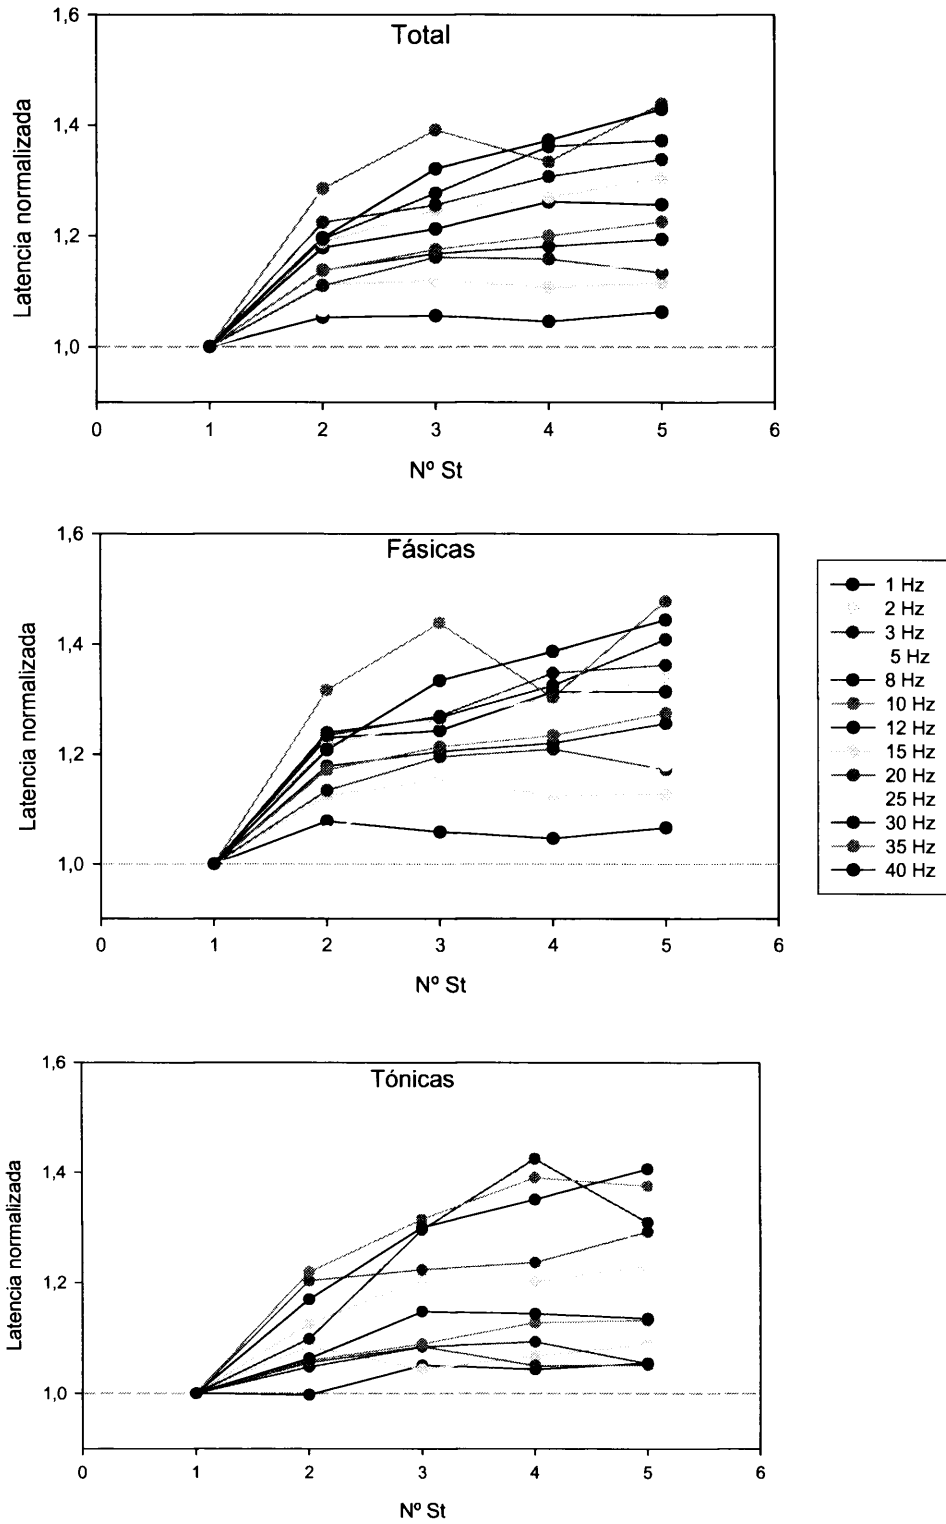 Total
1,6
1,4
1,2
1,0
Latencia normalizada
0 1 2 3 4 5 6
Nº St
Fásicas
1,6
1,4
1,2
1,0
Latencia normalizada
0 1 2 3 4 5 6
Nº St
1 Hz
2 Hz
3 Hz
5 Hz
8 Hz
10 Hz
12 Hz
15 Hz
20 Hz
25 Hz
30 Hz
35 Hz
40 Hz
Tónicas
1,6
1,4
1,2
1,0
Latencia normalizada
0 1 2 3 4 5 6
Nº St